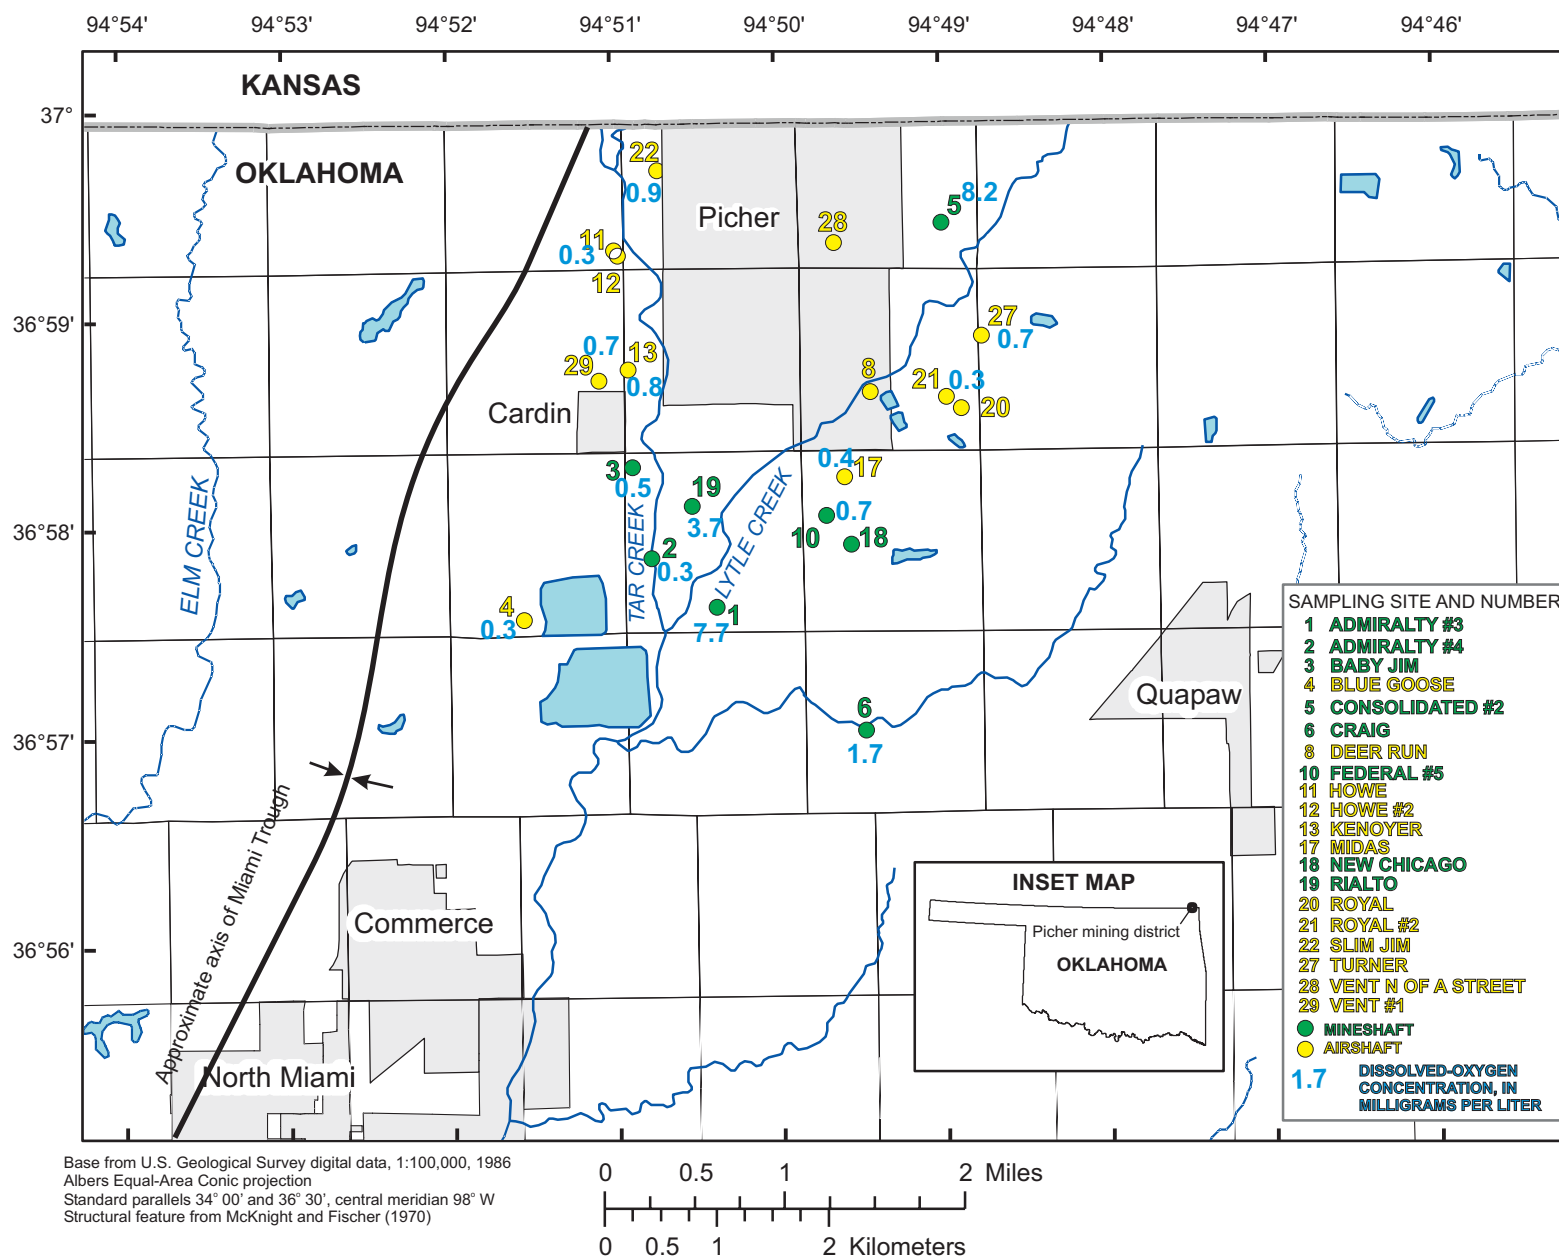 94°54' 94°53' 94°52' 94°51' 94°50' 94°49' 94°48' 94°47' 94°46'
KANSAS
37°
OKLAHOMA
22
0.9
Picher
28
5
8.2
11
0.3
12
36°59'
27
0.7
0.7
13
29
0.8
8
21
0.3
20
Cardin
0.4
17
3
0.5
19
3.7
0.7
10
18
ELM CREEK
TAR CREEK
LYTLE CREEK
36°58'
2
0.3
4
0.3
1
7.7
Quapaw
6
1.7
36°57'
Approximate axis of Miami Trough
Commerce
36°56'
North Miami
INSET MAP
Picher mining district
OKLAHOMA
SAMPLING SITE AND NUMBER
1 ADMIRALTY #3
2 ADMIRALTY #4
3 BABY JIM
4 BLUE GOOSE
5 CONSOLIDATED #2
6 CRAIG
8 DEER RUN
10 FEDERAL #5
11 HOWE
12 HOWE #2
13 KENOYER
17 MIDAS
18 NEW CHICAGO
19 RIALTO
20 ROYAL
21 ROYAL #2
22 SLIM JIM
27 TURNER
28 VENT N OF A STREET
29 VENT #1
MINESHAFT
AIRSHAFT
1.7 DISSOLVED-OXYGEN
CONCENTRATION, IN
MILLIGRAMS PER LITER
Base from U.S. Geological Survey digital data, 1:100,000, 1986
Albers Equal-Area Conic projection
Standard parallels 34° 00' and 36° 30', central meridian 98° W
Structural feature from McKnight and Fischer (1970)
0 0.5 1 2 Miles
0 0.5 1 2 Kilometers